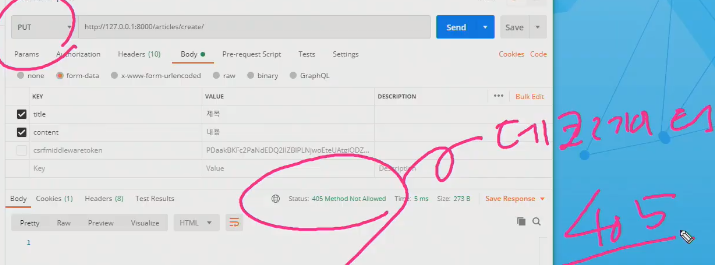 PUT http://127.0.0.1:8000/articles/create/ Send Save
Params Authorization Headers (10) Body Pre-request Script Tests Settings Cookies Code
none form-data x-www-form-urlencoded raw binary GraphQL
KEY VALUE DESCRIPTION ••• Bulk Edit
title 제목
content 내용
csrfmiddlewaretoken
Key Value Description
데코레이터
Body Cookies (1) Headers (8) Test Results Status: 405 Method Not Allowed Time: 5 ms Size: 273 B Save Response
405
Pretty Raw Preview Visualize HTML
1